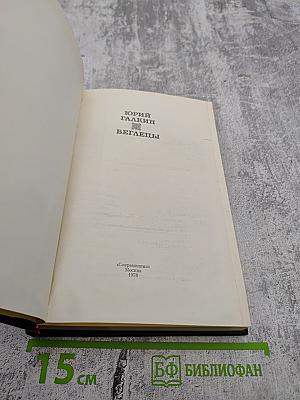 ЮРИЙ
ГАЛКИН
БЕГЛЕЦЫ
«Современник»
Москва
1978
15 см
БФ БИБЛИОФАН